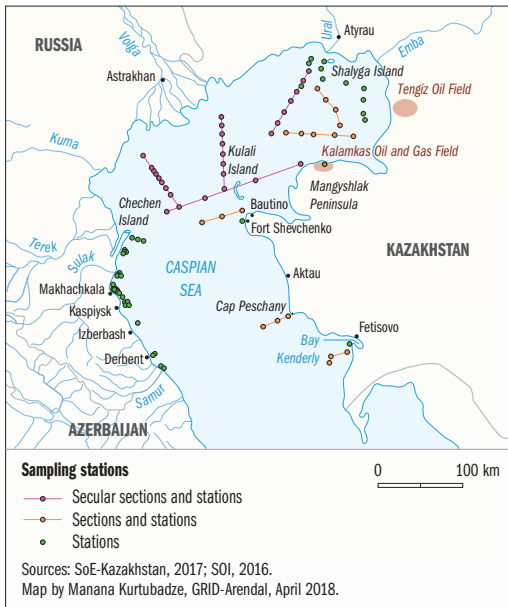 RUSSIA
Volga
Ural
Atyrau
Emba
Astrakhan
Shalyga Island
Tengiz Oil Field
Kuma
Kulali
Island
Kalamkas Oil and Gas Field
Mangyshlak
Peninsula
Chechen
Island
Bautino
Fort Shevchenko
Terek
Sulak
CASPIAN
SEA
KAZAKHSTAN
Aktau
Makhachkala
Kaspiysk
Cap Peschany
Izberbash
Fetisovo
Bay
Kenderly
Derbent
Samur
AZERBAIJAN
Sampling stations
0 100 km
Secular sections and stations
Sections and stations
Stations
Sources: SoE-Kazakhstan, 2017; SOI, 2016.
Map by Manana Kurtubadze, GRID-Arendal, April 2018.